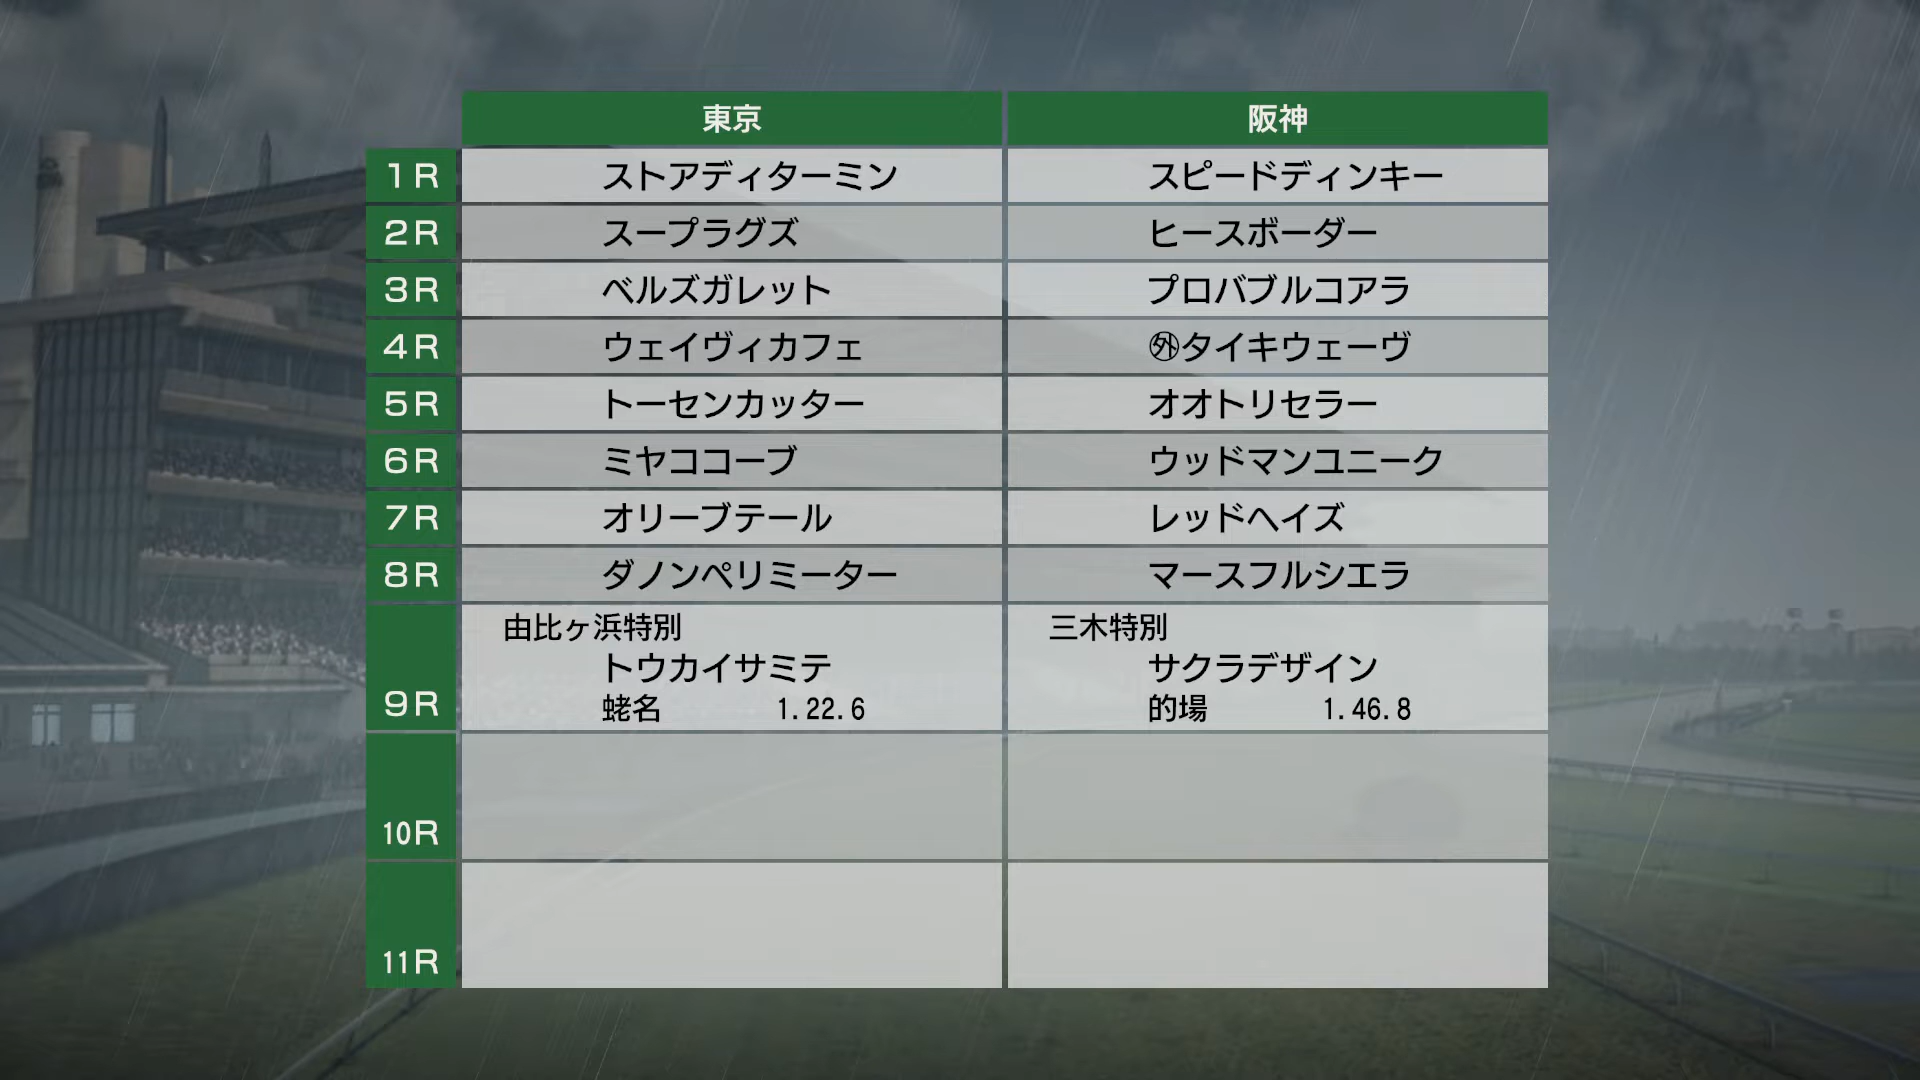 東京 阪神
1R ストアディターミン スピードディンキー
2R スープラグズ ヒースボーダー
3R ベルズガレット プロバブルコアラ
4R ウェイヴィカフェ ㊕タイキウェーヴ
5R トーセンカッター オオトリセラー
6R ミヤココーブ ウッドマンユニーク
7R オリーブテール レッドヘイズ
8R ダノンペリミーター マースフルシエラ
由比ヶ浜特別 三木特別
トウカイサミテ サクラデザイン
9R 蛯名 1.22.6 的場 1.46.8
10R
11R